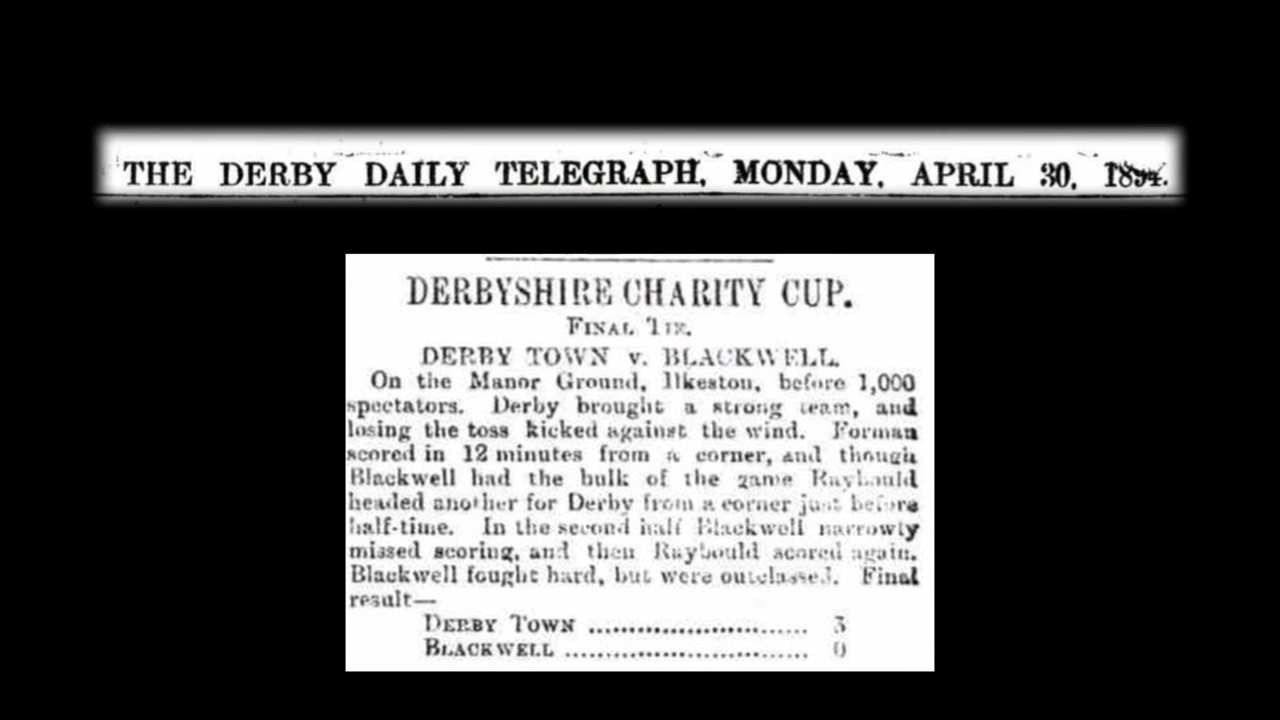 THE DERBY DAILY TELEGRAPH, MONDAY, APRIL 30, 1894.
DERBYSHIRE CHARITY CUP.
FINAL TIE.
DERBY TOWN v. BLACKWELL.
On the Manor Ground, Ilkeston, before 1,000
spectators. Derby brought a strong team, and
losing the toss kicked against the wind. Forman
scored in 12 minutes from a corner, and though
Blackwell had the bulk of the game Raybould
headed another for Derby from a corner just before
half-time. In the second half Blackwell narrowly
missed scoring, and then Raybould scored again.
Blackwell fought hard, but were outclassed. Final
result—
DERBY TOWN .............................. 3
BLACKWELL ................................. 0